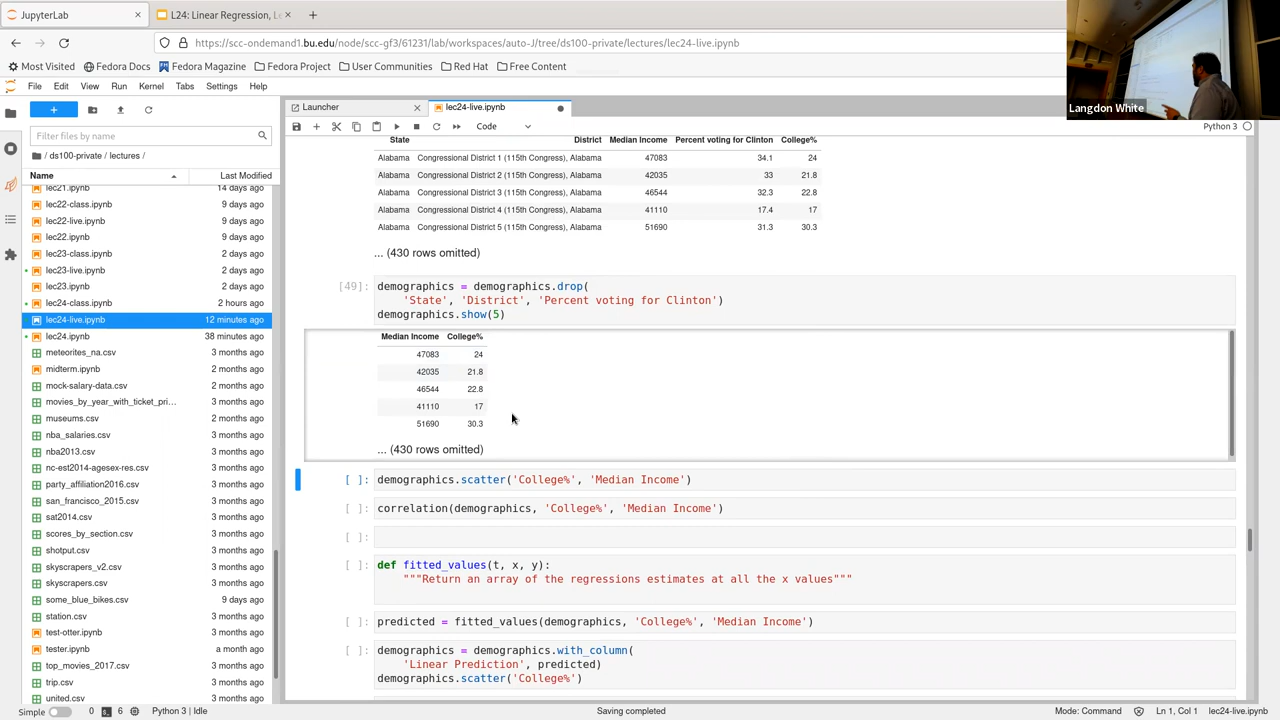 JupyterLab
L24: Linear Regression, L
https://scc-ondemand1.bu.edu/node/scc-gf3/61231/lab/workspaces/auto-J/tree/ds100-private/lectures/lec24-live.ipynb
Most Visited Fedora Docs Fedora Magazine Fedora Project User Communities Red Hat Free Content
Langdon White
File Edit View Run Kernel Tabs Settings Help
Launcher lec24-live.ipynb
Code
Python 3
Filter files by name
/ ds100-private / lectures /
Name Last Modified
lec21.ipynb 14 days ago
lec22-class.ipynb 9 days ago
lec22-live.ipynb 9 days ago
lec22.ipynb 9 days ago
lec23-class.ipynb 2 days ago
lec23-live.ipynb 2 days ago
lec23.ipynb 2 days ago
lec24-class.ipynb 2 hours ago
lec24-live.ipynb 12 minutes ago
lec24.ipynb 38 minutes ago
meteorites_na.csv 3 months ago
midterm.ipynb 2 months ago
mock-salary-data.csv 2 months ago
movies_by_year_with_ticket_pri... 3 months ago
museums.csv 2 months ago
nba_salaries.csv 3 months ago
nba2013.csv 3 months ago
nc-est2014-agesex-res.csv 3 months ago
party_affiliation2016.csv 3 months ago
san_francisco_2015.csv 3 months ago
sat2014.csv 3 months ago
scores_by_section.csv 3 months ago
shotput.csv 3 months ago
skyscrapers_v2.csv 3 months ago
skyscrapers.csv 3 months ago
some_blue_bikes.csv 9 days ago
station.csv 3 months ago
test-otter.ipynb 3 months ago
tester.ipynb a month ago
top_movies_2017.csv 3 months ago
trip.csv 3 months ago
united.csv 3 months ago
State District Median Income Percent voting for Clinton College%
Alabama Congressional District 1 (115th Congress), Alabama 47083 34.1 24
Alabama Congressional District 2 (115th Congress), Alabama 42035 33 21.8
Alabama Congressional District 3 (115th Congress), Alabama 46544 32.3 22.8
Alabama Congressional District 4 (115th Congress), Alabama 41110 17.4 17
Alabama Congressional District 5 (115th Congress), Alabama 51690 31.3 30.3
... (430 rows omitted)
[49]: demographics = demographics.drop(
'State', 'District', 'Percent voting for Clinton')
demographics.show(5)
Median Income College%
47083 24
42035 21.8
46544 22.8
41110 17
51690 30.3
... (430 rows omitted)
[ ]: demographics.scatter('College%', 'Median Income')
[ ]: correlation(demographics, 'College%', 'Median Income')
[ ]:
[ ]: def fitted_values(t, x, y):
"""Return an array of the regressions estimates at all the x values"""
[ ]: predicted = fitted_values(demographics, 'College%', 'Median Income')
[ ]: demographics = demographics.with_column(
'Linear Prediction', predicted)
demographics.scatter('College%')
Simple 0 6 Python 3 | Idle Saving completed Mode: Command Ln 1, Col 1 lec24-live.ipynb